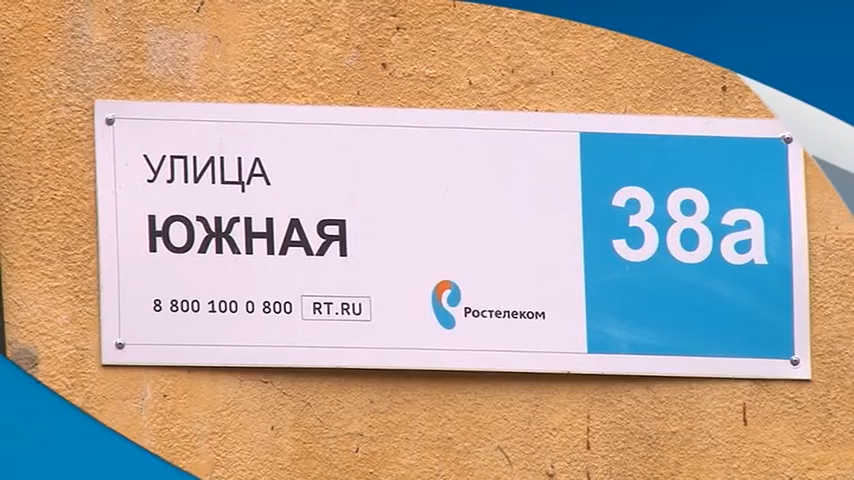 УЛИЦА
ЮЖНАЯ
38а
8 800 100 0 800 RT.RU
Ростелеком